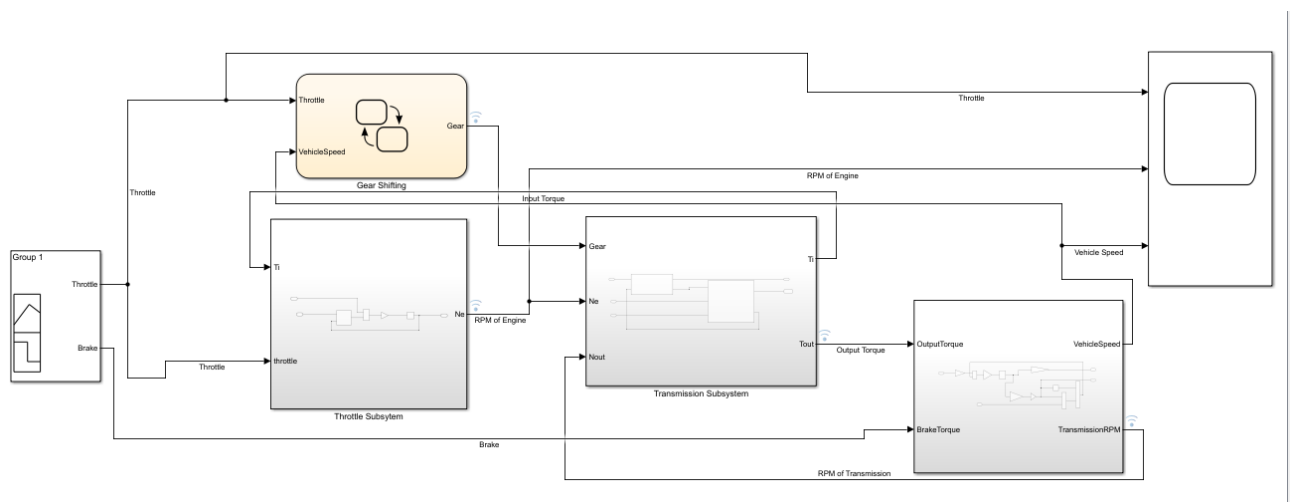 Throttle
Throttle
Gear
VehicleSpeed
Gear Shifting
RPM of Engine
Throttle
Input Torque
Group 1
Throttle
Brake
Ti
Ne
RPM of Engine
throttle
Throttle
Throttle Subsytem
Gear
Ti
Ne
Nout
Tout
Output Torque
Transmission Subsystem
Vehicle Speed
OutputTorque
VehicleSpeed
BrakeTorque
TransmissionRPM
Brake
RPM of Transmission